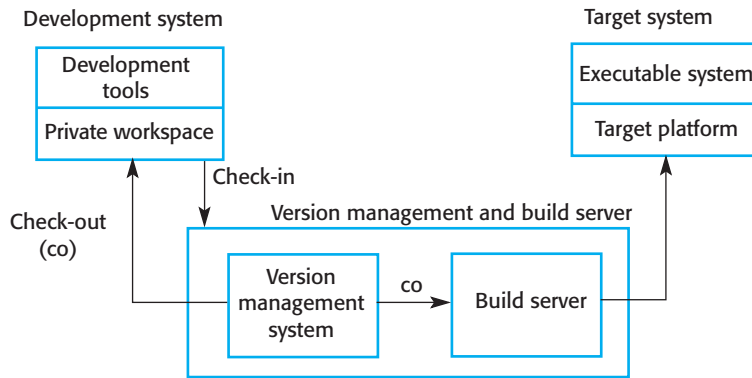 Development system
Target system
Development
tools
Private workspace
Executable system
Target platform
Check-in
Check-out
(co)
Version management and build server
Version
management
system
co
Build server